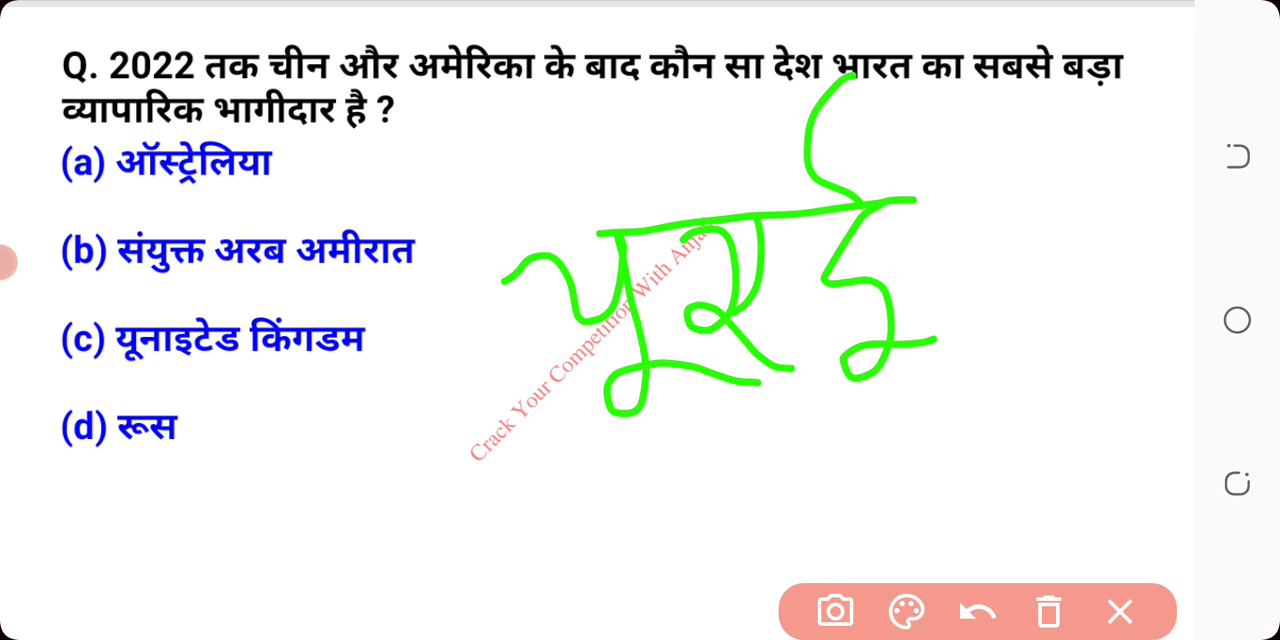 Q. 2022 तक चीन और अमेरिका के बाद कौन सा देश भारत का सबसे बड़ा
व्यापारिक भागीदार है ?
(a) ऑस्ट्रेलिया
(b) संयुक्त अरब अमीरात
(c) यूनाइटेड किंगडम
(d) रूस
यूएई
Crack Your Competition With